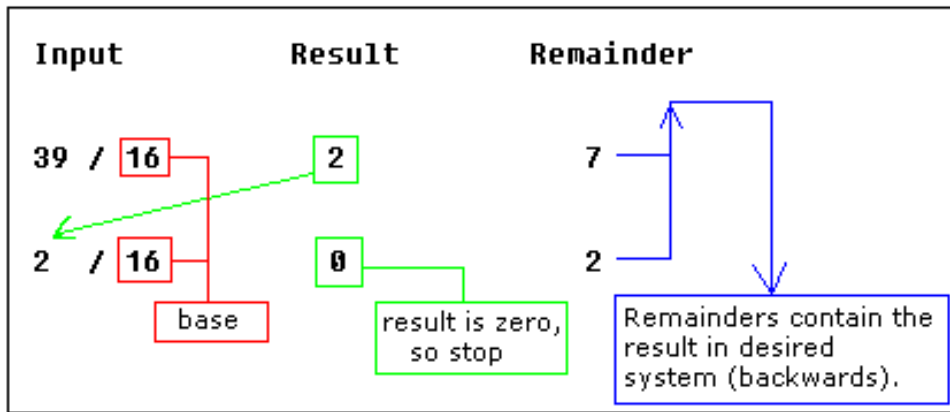 Input Result Remainder
39 / 16 2 7
2 / 16 0 2
base
result is zero,
so stop
Remainders contain the
result in desired
system (backwards).